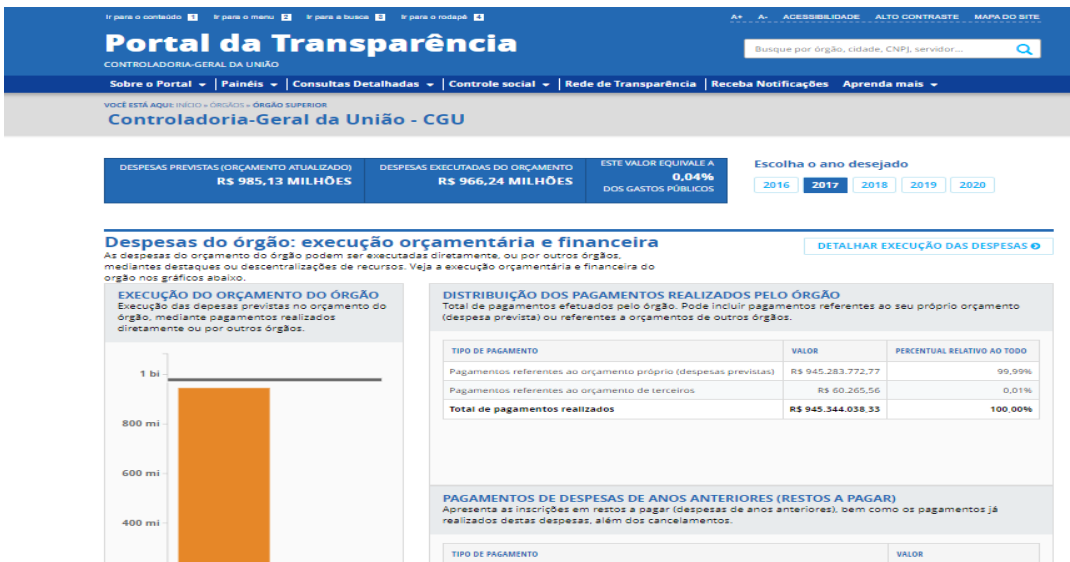 Ir para o conteúdo 1 Ir para o menu 2 Ir para a busca 3 Ir para o rodapé 4
A+ A- ACESSIBILIDADE ALTO CONTRASTE MAPA DO SITE
Portal da Transparência
CONTROLADORIA-GERAL DA UNIÃO
Busque por órgão, cidade, CNPJ, servidor...
Sobre o Portal Painéis Consultas Detalhadas Controle social Rede de Transparência Receba Notificações Aprenda mais
VOCÊ ESTÁ AQUI: INÍCIO » ÓRGÃOS » ÓRGÃO SUPERIOR
Controladoria-Geral da União - CGU
DESPESAS PREVISTAS (ORÇAMENTO ATUALIZADO)
R$ 985,13 MILHÕES
DESPESAS EXECUTADAS DO ORÇAMENTO
R$ 966,24 MILHÕES
ESTE VALOR EQUIVALE A
0,04%
DOS GASTOS PÚBLICOS
Escolha o ano desejado
2016 2017 2018 2019 2020
Despesas do órgão: execução orçamentária e financeira
As despesas do orçamento do órgão podem ser executadas diretamente, ou por outros órgãos,
mediantes destaques ou descentralizações de recursos. Veja a execução orçamentária e financeira do
orgão nos gráficos abaixo.
DETALHAR EXECUÇÃO DAS DESPESAS
EXECUÇÃO DO ORÇAMENTO DO ÓRGÃO
Execução das depesas previstas no orçamento do
órgão, mediante pagamentos realizados
diretamente ou por outros órgãos.
1 bi
800 mi
600 mi
400 mi
DISTRIBUIÇÃO DOS PAGAMENTOS REALIZADOS PELO ÓRGÃO
Total de pagamentos efetuados pelo órgão. Pode incluir pagamentos referentes ao seu próprio orçamento
(despesa prevista) ou referentes a orçamentos de outros órgãos.
TIPO DE PAGAMENTO VALOR PERCENTUAL RELATIVO AO TODO
Pagamentos referentes ao orçamento próprio (despesas previstas) R$ 945.283.772,77 99,99%
Pagamentos referentes ao orçamento de terceiros R$ 60.265,56 0,01%
Total de pagamentos realizados R$ 945.344.038,33 100,00%
PAGAMENTOS DE DESPESAS DE ANOS ANTERIORES (RESTOS A PAGAR)
Apresenta as inscrições em restos a pagar (despesas de anos anteriores), bem como os pagamentos já
realizados destas despesas, além dos cancelamentos.
TIPO DE PAGAMENTO VALOR